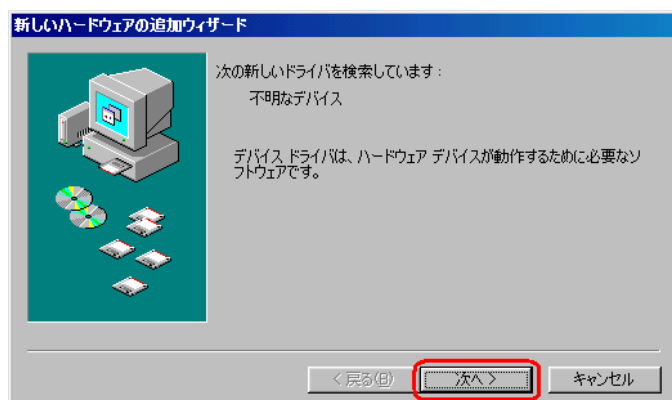 新しいハードウェアの追加ウィザード
次の新しいドライバを検索しています：
不明なデバイス
デバイス ドライバは、ハードウェア デバイスが動作するために必要なソ
フトウェアです。
< 戻る(B)
次へ >
キャンセル